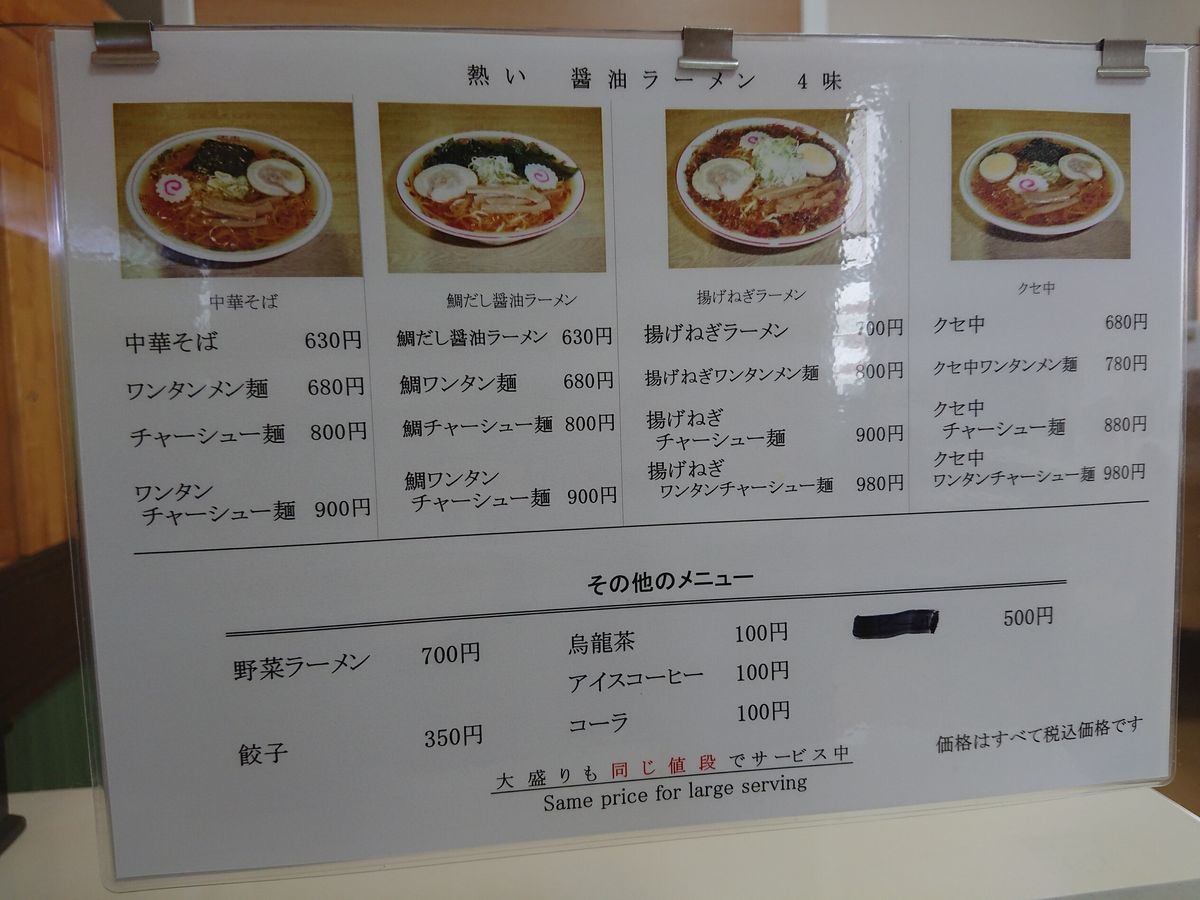 熱い 醤油ラーメン 4味
中華そば
中華そば 630円
ワンタンメン麺 680円
チャーシュー麺 800円
ワンタン
チャーシュー麺 900円
鯛だし醤油ラーメン
鯛だし醤油ラーメン 630円
鯛ワンタン麺 680円
鯛チャーシュー麺 800円
鯛ワンタン
チャーシュー麺 900円
揚げねぎラーメン
揚げねぎラーメン 700円
揚げねぎワンタンメン麺 800円
揚げねぎ
チャーシュー麺 900円
揚げねぎ
ワンタンチャーシュー麺 980円
クセ中
クセ中 680円
クセ中ワンタンメン麺 780円
クセ中
チャーシュー麺 880円
クセ中
ワンタンチャーシュー麺 980円
その他のメニュー
野菜ラーメン 700円
餃子 350円
烏龍茶 100円
アイスコーヒー 100円
コーラ 100円
500円
大盛りも同じ値段でサービス中
Same price for large serving
価格はすべて税込価格です